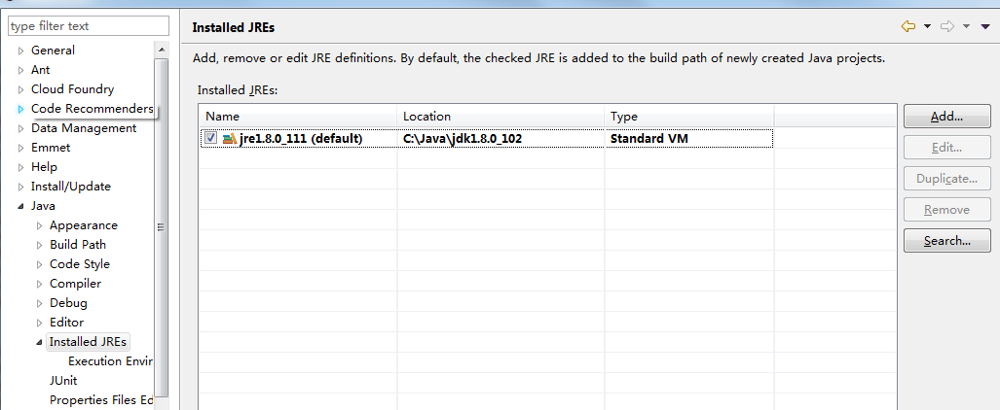 type filter text
General
Ant
Cloud Foundry
Code Recommenders
Data Management
Emmet
Help
Install/Update
Java
Appearance
Build Path
Code Style
Compiler
Debug
Editor
Installed JREs
Execution Envir
JUnit
Properties Files Ed
Installed JREs
Add, remove or edit JRE definitions. By default, the checked JRE is added to the build path of newly created Java projects.
Installed JREs:
Name Location Type
jre1.8.0_111 (default) C:\Java\jdk1.8.0_102 Standard VM
Add...
Edit...
Duplicate...
Remove
Search...